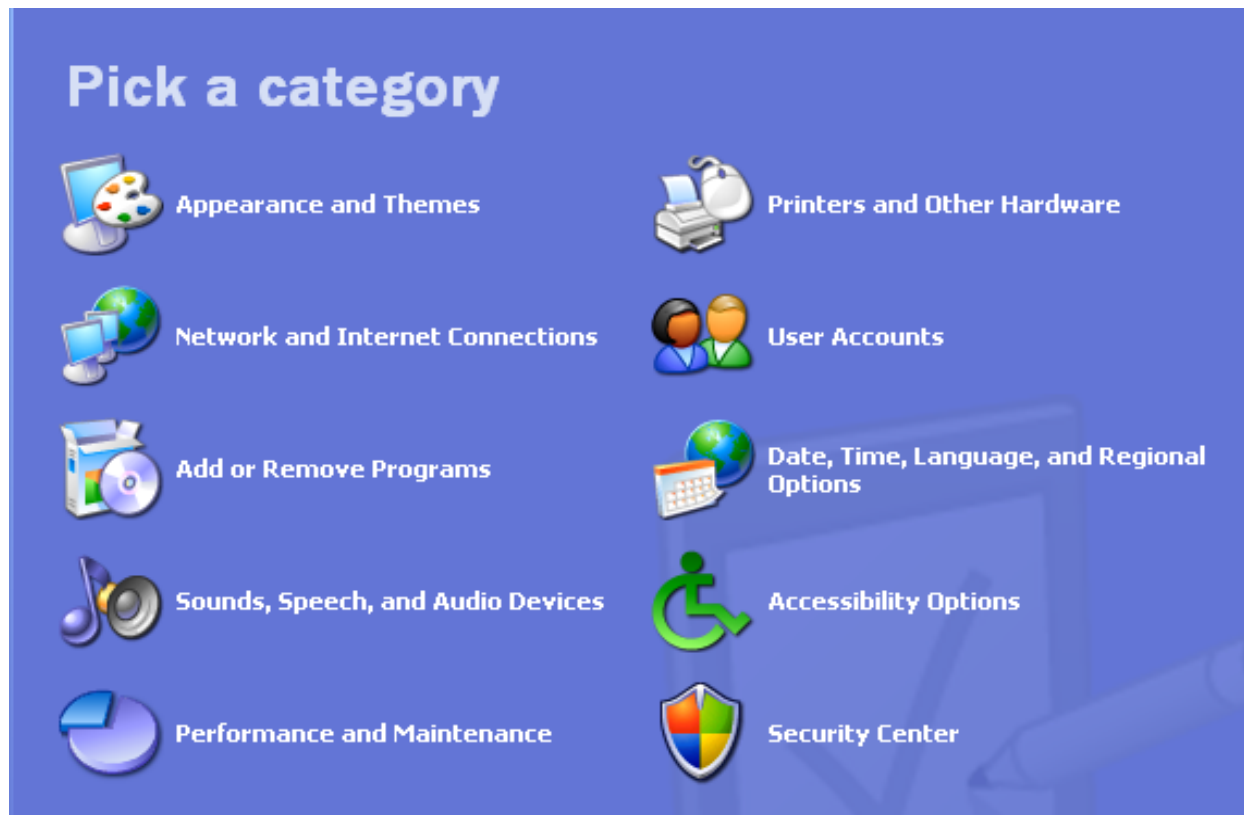 Pick a category
Appearance and Themes
Printers and Other Hardware
Network and Internet Connections
User Accounts
Add or Remove Programs
Date, Time, Language, and Regional
Options
Sounds, Speech, and Audio Devices
Accessibility Options
Performance and Maintenance
Security Center